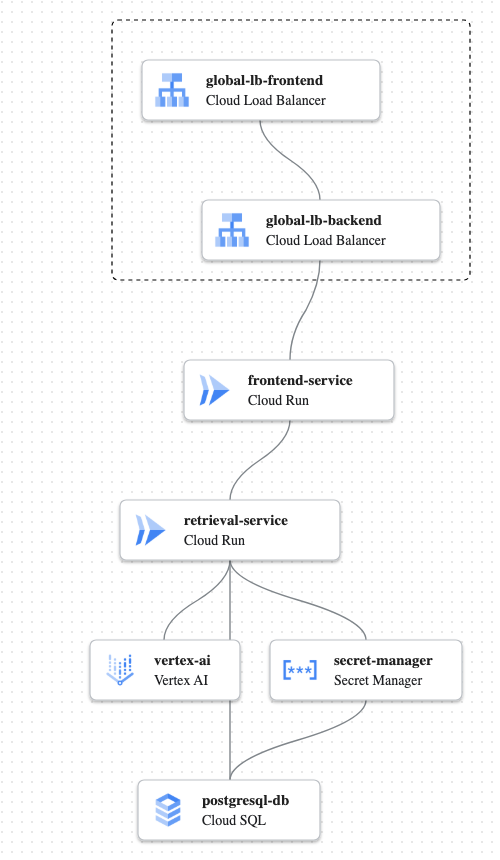 global-lb-frontend
Cloud Load Balancer
global-lb-backend
Cloud Load Balancer
frontend-service
Cloud Run
retrieval-service
Cloud Run
vertex-ai
Vertex AI
[***]
secret-manager
Secret Manager
postgresql-db
Cloud SQL